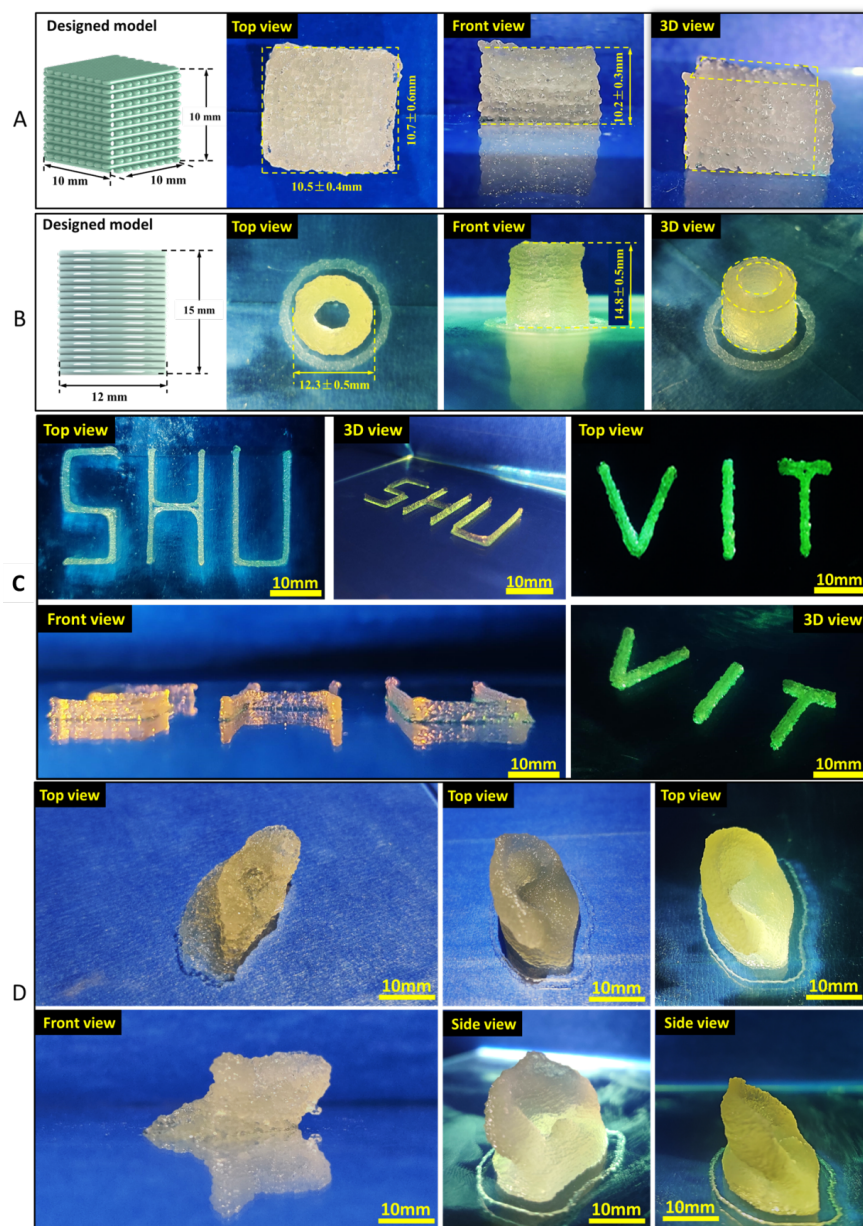 Designed model
Top view
Front view
3D view
A
10 mm
10 mm
10 mm
10.7±0.6mm
10.5±0.4mm
10.2±0.3mm
Designed model
Top view
Front view
3D view
B
15 mm
12 mm
12.3±0.5mm
14.8±0.5mm
C
Top view
SHU
10mm
3D view
SHU
10mm
Top view
VIT
10mm
Front view
10mm
3D view
VIT
10mm
D
Top view
10mm
Top view
10mm
Top view
10mm
Front view
10mm
Side view
10mm
Side view
10mm